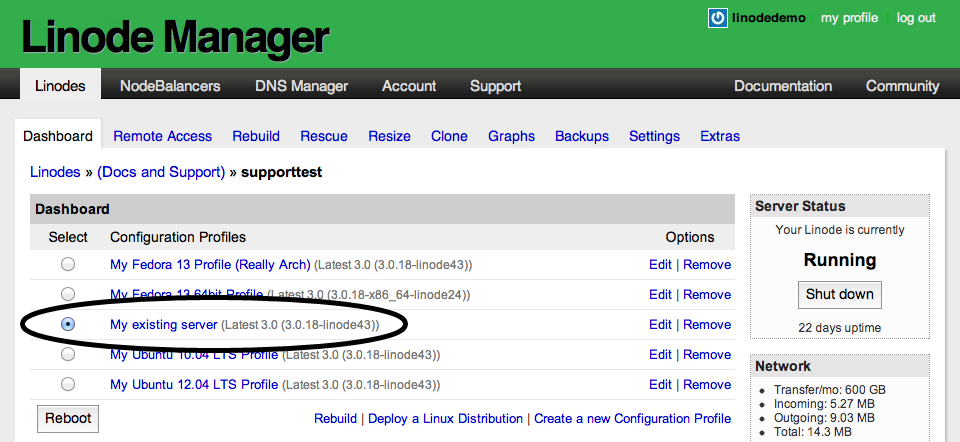 Linode Manager
linodedemo my profile log out
Linodes NodeBalancers DNS Manager Account Support Documentation Community
Dashboard Remote Access Rebuild Rescue Resize Clone Graphs Backups Settings Extras
Linodes » (Docs and Support) » supporttest
Dashboard
Select Configuration Profiles Options
My Fedora 13 Profile (Really Arch) (Latest 3.0 (3.0.18-linode43)) Edit | Remove
My Fedora 13 64bit Profile (Latest 3.0 (3.0.18-x86_64-linode24)) Edit | Remove
My existing server (Latest 3.0 (3.0.18-linode43)) Edit | Remove
My Ubuntu 10.04 LTS Profile (Latest 3.0 (3.0.18-linode43)) Edit | Remove
My Ubuntu 12.04 LTS Profile (Latest 3.0 (3.0.18-linode43)) Edit | Remove
Reboot Rebuild | Deploy a Linux Distribution | Create a new Configuration Profile
Server Status
Your Linode is currently
Running
Shut down
22 days uptime
Network
Transfer/mo: 600 GB
Incoming: 5.27 MB
Outgoing: 9.03 MB
Total: 14.3 MB